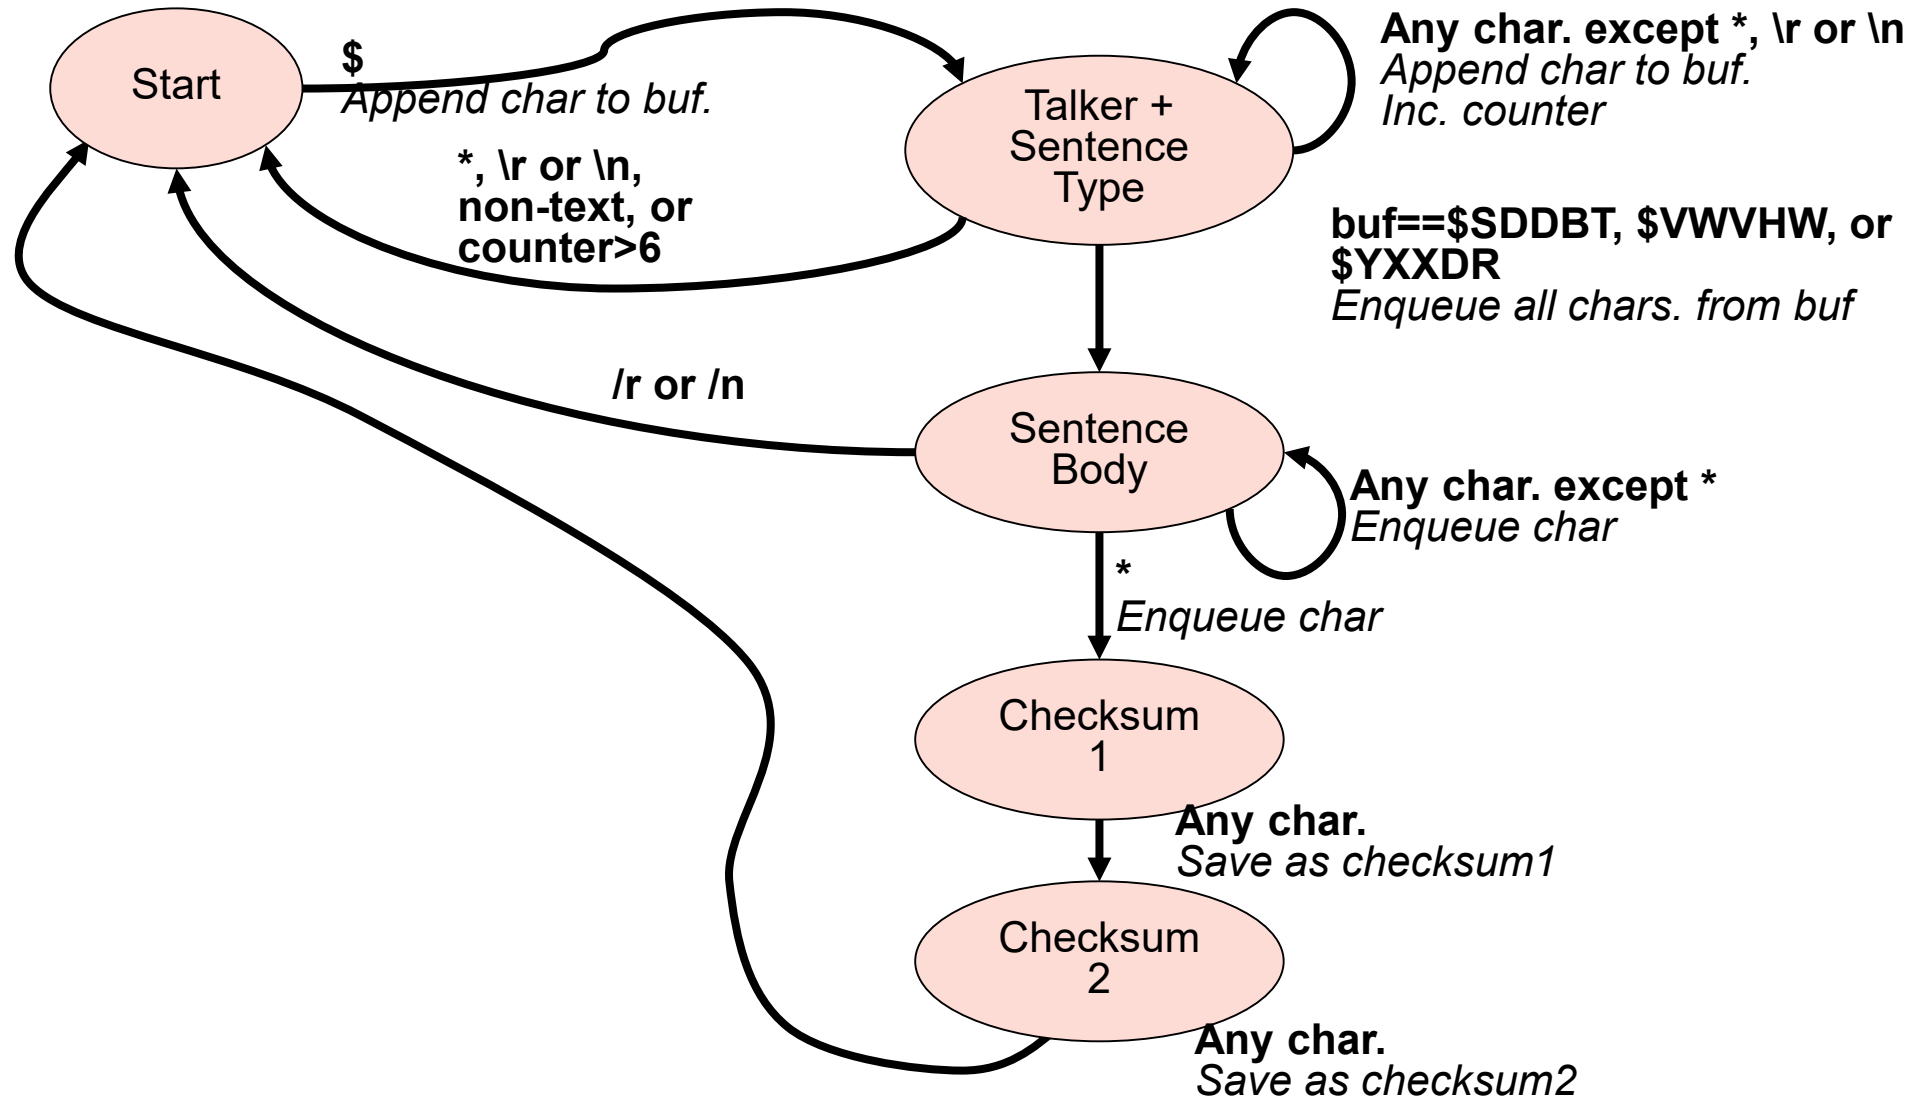 Start
$
Append char to buf.
Any char. except *, \r or \n
Append char to buf.
Inc. counter
Talker +
Sentence
Type
*, \r or \n,
non-text, or
counter>6
buf==$SDDBT, $VWVHW, or
$YXXDR
Enqueue all chars. from buf
/r or /n
Sentence
Body
Any char. except *
Enqueue char
*
Enqueue char
Checksum
1
Any char.
Save as checksum1
Checksum
2
Any char.
Save as checksum2